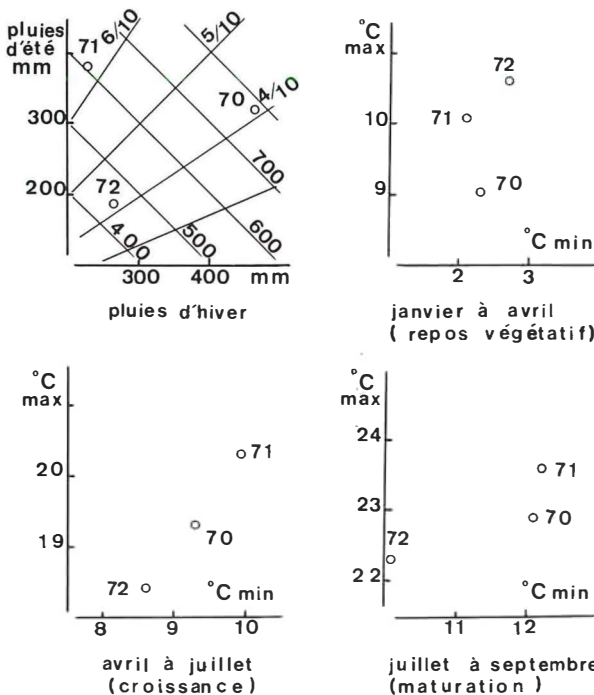 pluies
d'été
mm
71
6/10
5/10
70
4/10
300
700
200
72
400
500
600
300
400
mm
pluies d'hiver
°C
max
72
10
71
9
70
°C min
2
3
janvier à avril
( repos végétatif)
°C
max
71
20
70
19
72
°C min
8
9
10
avril à juillet
(croissance)
°C
max
24
71
23
70
72
22
°C min
11
12
juillet à septembre
(maturation )